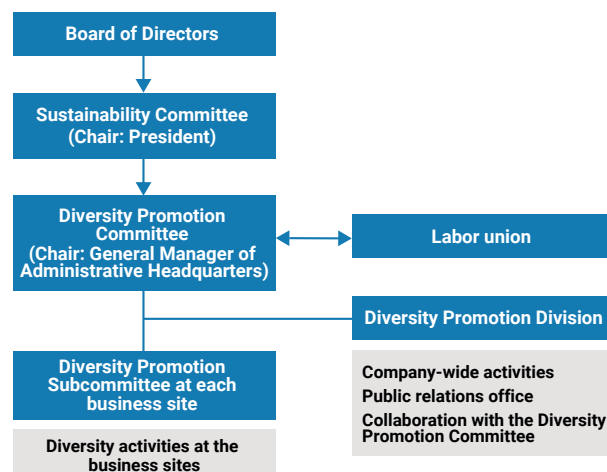 Board of Directors
Sustainability Committee
(Chair: President)
Diversity Promotion
Committee
(Chair: General Manager of
Administrative Headquarters)
Labor union
Diversity Promotion Division
Diversity Promotion
Subcommittee at each
business site
Company-wide activities
Public relations office
Collaboration with the Diversity
Promotion Committee
Diversity activities at the
business sites